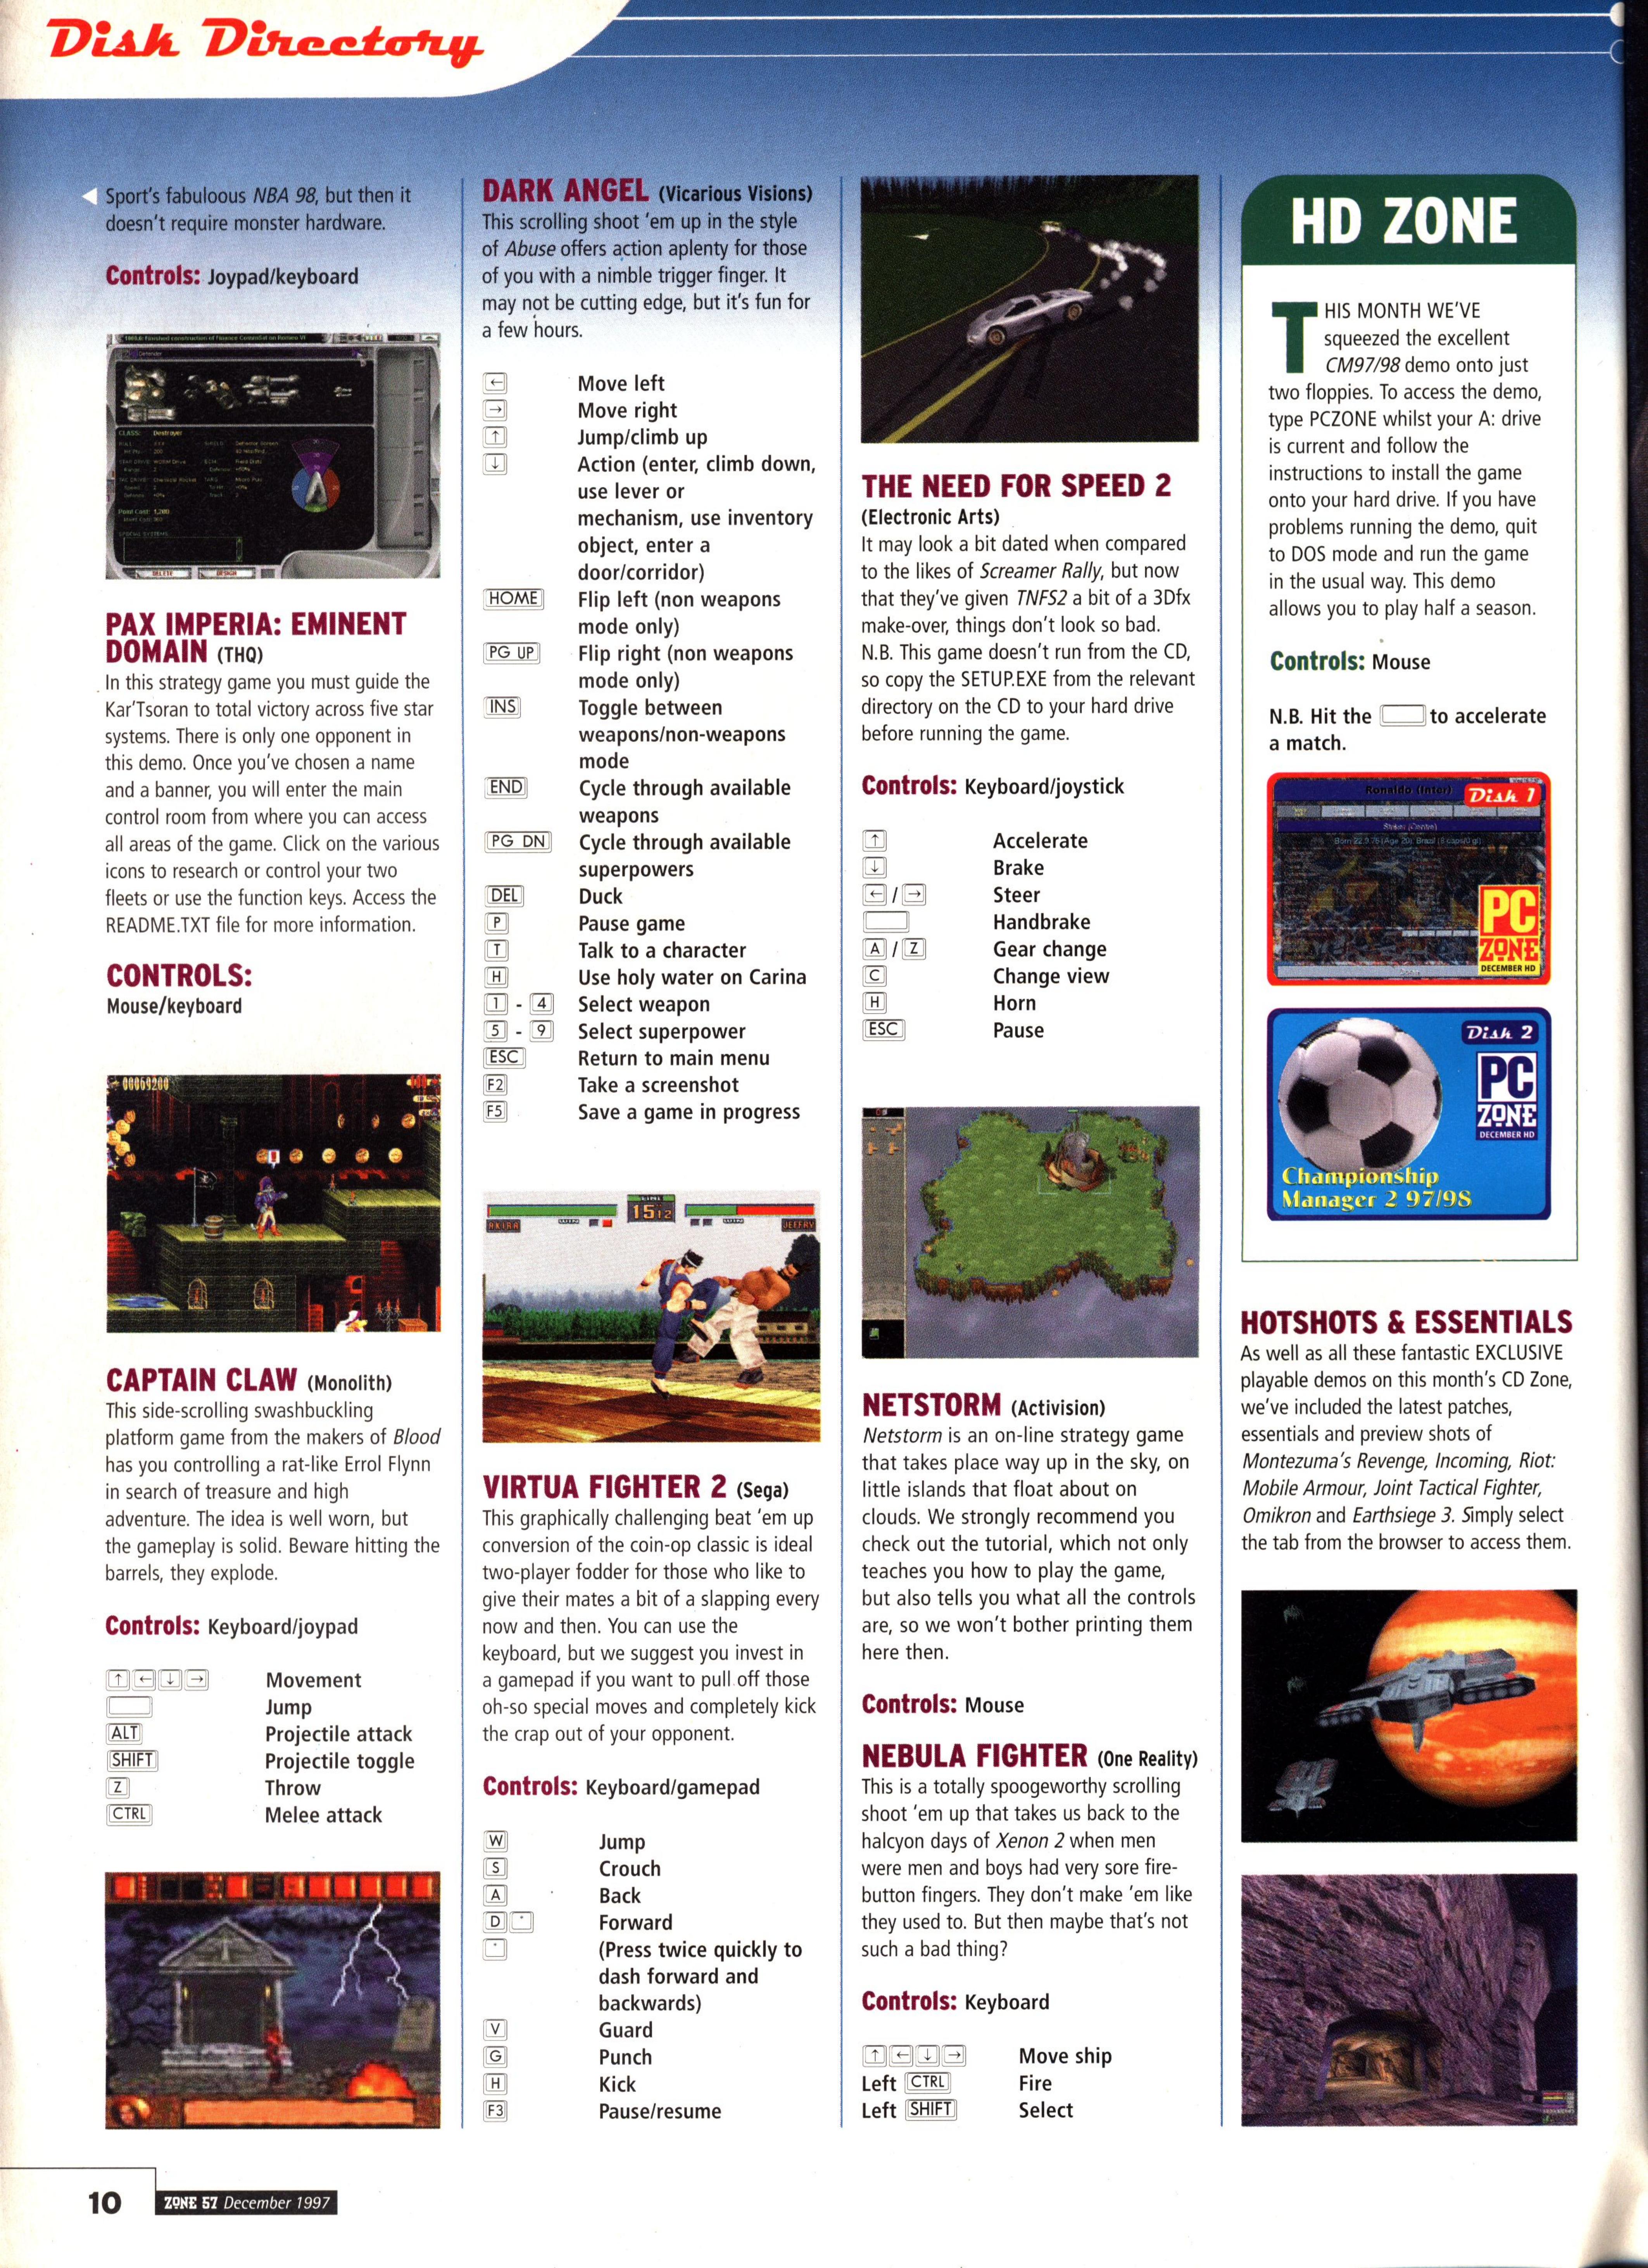 Disk Directory
Sport's fabuloous NBA 98, but then it
doesn't require monster hardware.
Controls: Joypad/keyboard
CLASS: Destroyer
Point Cost: 1,200
DELETE
DESIGN
PAX IMPERIA: EMINENT
DOMAIN (THQ)
In this strategy game you must guide the
Kar'Tsoran to total victory across five star
systems. There is only one opponent in
this demo. Once you've chosen a name
and a banner, you will enter the main
control room from where you can access
all areas of the game. Click on the various
icons to research or control your two
fleets or use the function keys. Access the
README.TXT file for more information.
CONTROLS:
Mouse/keyboard
00069200
CAPTAIN CLAW (Monolith)
This side-scrolling swashbuckling
platform game from the makers of Blood
has you controlling a rat-like Errol Flynn
in search of treasure and high
adventure. The idea is well worn, but
the gameplay is solid. Beware hitting the
barrels, they explode.
Controls: Keyboard/joypad
↑ ← ↓ → Movement
Jump
ALT Projectile attack
SHIFT Projectile toggle
Z Throw
CTRL Melee attack
DARK ANGEL (Vicarious Visions)
This scrolling shoot 'em up in the style
of Abuse offers action aplenty for those
of you with a nimble trigger finger. It
may not be cutting edge, but it's fun for
a few hours.
← Move left
→ Move right
↑ Jump/climb up
↓ Action (enter, climb down,
use lever or
mechanism, use inventory
object, enter a
door/corridor)
HOME Flip left (non weapons
mode only)
PG UP Flip right (non weapons
mode only)
INS Toggle between
weapons/non-weapons
mode
END Cycle through available
weapons
PG DN Cycle through available
superpowers
DEL Duck
P Pause game
T Talk to a character
H Use holy water on Carina
1 - 4 Select weapon
5 - 9 Select superpower
ESC Return to main menu
F2 Take a screenshot
F5 Save a game in progress
TIME
15 12
AKIRA
JEFFRY
VIRTUA FIGHTER 2 (Sega)
This graphically challenging beat 'em up
conversion of the coin-op classic is ideal
two-player fodder for those who like to
give their mates a bit of a slapping every
now and then. You can use the
keyboard, but we suggest you invest in
a gamepad if you want to pull off those
oh-so special moves and completely kick
the crap out of your opponent.
Controls: Keyboard/gamepad
W Jump
S Crouch
A Back
D * Forward
* (Press twice quickly to
dash forward and
backwards)
V Guard
G Punch
H Kick
F3 Pause/resume
THE NEED FOR SPEED 2
(Electronic Arts)
It may look a bit dated when compared
to the likes of Screamer Rally, but now
that they've given TNFS2 a bit of a 3Dfx
make-over, things don't look so bad.
N.B. This game doesn't run from the CD,
so copy the SETUP.EXE from the relevant
directory on the CD to your hard drive
before running the game.
Controls: Keyboard/joystick
↑ Accelerate
↓ Brake
← / → Steer
Handbrake
A / Z Gear change
C Change view
H Horn
ESC Pause
NETSTORM (Activision)
Netstorm is an on-line strategy game
that takes place way up in the sky, on
little islands that float about on
clouds. We strongly recommend you
check out the tutorial, which not only
teaches you how to play the game,
but also tells you what all the controls
are, so we won't bother printing them
here then.
Controls: Mouse
NEBULA FIGHTER (One Reality)
This is a totally spoogeworthy scrolling
shoot 'em up that takes us back to the
halcyon days of Xenon 2 when men
were men and boys had very sore fire-
button fingers. They don't make 'em like
they used to. But then maybe that's not
such a bad thing?
Controls: Keyboard
↑ ← ↓ → Move ship
Left CTRL Fire
Left SHIFT Select
HD ZONE
THIS MONTH WE'VE
squeezed the excellent
CM97/98 demo onto just
two floppies. To access the demo,
type PCZONE whilst your A: drive
is current and follow the
instructions to install the game
onto your hard drive. If you have
problems running the demo, quit
to DOS mode and run the game
in the usual way. This demo
allows you to play half a season.
Controls: Mouse
N.B. Hit the to accelerate
a match.
Ronaldo (Inter)
Disk 1
Striker (Centre)
PC
ZONE
DECEMBER HD
Disk 2
PC
ZONE
DECEMBER HD
Championship
Manager 2 97/98
HOTSHOTS & ESSENTIALS
As well as all these fantastic EXCLUSIVE
playable demos on this month's CD Zone,
we've included the latest patches,
essentials and preview shots of
Montezuma's Revenge, Incoming, Riot:
Mobile Armour, Joint Tactical Fighter,
Omikron and Earthsiege 3. Simply select
the tab from the browser to access them.
10
ZONE 57 December 1997